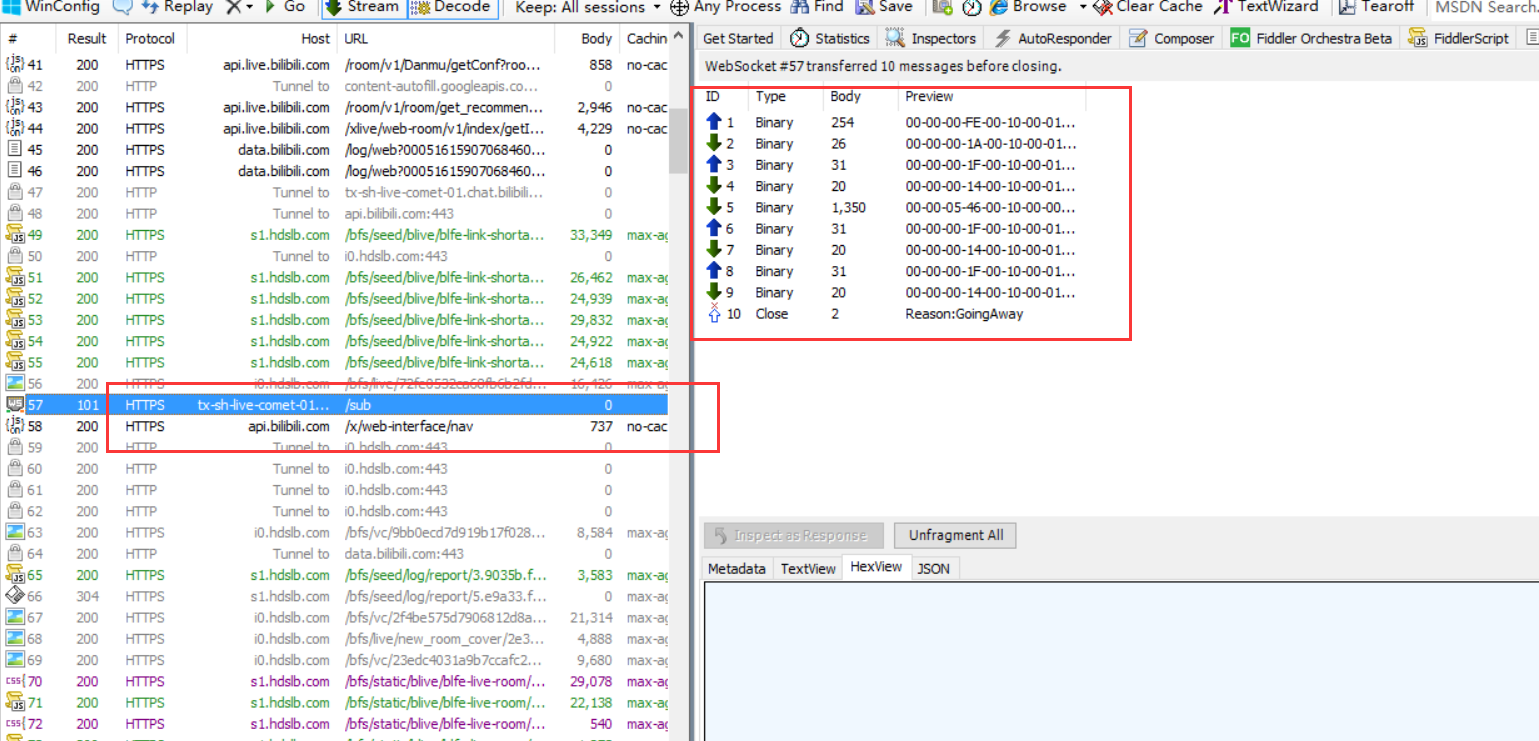 WinConfig Replay Go Stream Decode Keep: All sessions Any Process Find Save Browse Clear Cache TextWizard Tearoff MSDN Search.
# Result Protocol Host URL Body Cachin
41 200 HTTPS api.live.bilibili.com /room/v1/Danmu/getConf?roo... 858 no-cac
42 200 HTTP Tunnel to content-autofill.googleapis.co... 0
43 200 HTTPS api.live.bilibili.com /room/v1/room/get_recommen... 2,946 no-cac
44 200 HTTPS api.live.bilibili.com /xlive/web-room/v1/index/getI... 4,229 no-cac
45 200 HTTPS data.bilibili.com /log/web?00051615907068460... 0
46 200 HTTPS data.bilibili.com /log/web?00051615907068460... 0
47 200 HTTP Tunnel to tx-sh-live-comet-01.chat.bilibili... 0
48 200 HTTP Tunnel to api.bilibili.com:443 0
49 200 HTTPS s1.hdslb.com /bfs/seed/blive/blfe-link-shorta... 33,349 max-ag
50 200 HTTP Tunnel to i0.hdslb.com:443 0
51 200 HTTPS s1.hdslb.com /bfs/seed/blive/blfe-link-shorta... 26,462 max-ag
52 200 HTTPS s1.hdslb.com /bfs/seed/blive/blfe-link-shorta... 24,939 max-ag
53 200 HTTPS s1.hdslb.com /bfs/seed/blive/blfe-link-shorta... 29,832 max-ag
54 200 HTTPS s1.hdslb.com /bfs/seed/blive/blfe-link-shorta... 24,922 max-ag
55 200 HTTPS s1.hdslb.com /bfs/seed/blive/blfe-link-shorta... 24,618 max-ag
56 200 HTTPS i0.hdslb.com 16,426 max-ag
57 101 HTTPS tx-sh-live-comet-01... /sub 0
58 200 HTTPS api.bilibili.com /x/web-interface/nav 737 no-cac
59 200 HTTP Tunnel to i0.hdslb.com:443 0
60 200 HTTP Tunnel to i0.hdslb.com:443 0
61 200 HTTP Tunnel to i0.hdslb.com:443 0
62 200 HTTP Tunnel to i0.hdslb.com:443 0
63 200 HTTPS i0.hdslb.com /bfs/vc/9bb0ecd7d919b17f028... 8,584 max-ag
64 200 HTTP Tunnel to data.bilibili.com:443 0
65 200 HTTPS s1.hdslb.com /bfs/seed/log/report/3.9035b.f... 3,583 max-ag
66 304 HTTPS s1.hdslb.com /bfs/seed/log/report/5.e9a33.f... 0 max-ag
67 200 HTTPS i0.hdslb.com /bfs/vc/2f4be575d7906812d8a... 21,314 max-ag
68 200 HTTPS i0.hdslb.com /bfs/live/new_room_cover/2e3... 4,888 max-ag
69 200 HTTPS i0.hdslb.com /bfs/vc/23edc4031a9b7ccafc2... 9,680 max-ag
70 200 HTTPS s1.hdslb.com /bfs/static/blive/blfe-live-room/... 29,078 max-ag
71 200 HTTPS s1.hdslb.com /bfs/static/blive/blfe-live-room/... 22,138 max-ag
72 200 HTTPS s1.hdslb.com /bfs/static/blive/blfe-live-room/... 540 max-ag
Get Started Statistics Inspectors AutoResponder Composer FO Fiddler Orchestra Beta FiddlerScript
WebSocket #57 transferred 10 messages before closing.
ID Type Body Preview
1 Binary 254 00-00-00-FE-00-10-00-01...
2 Binary 26 00-00-00-1A-00-10-00-01...
3 Binary 31 00-00-00-1F-00-10-00-01...
4 Binary 20 00-00-00-14-00-10-00-01...
5 Binary 1,350 00-00-05-46-00-10-00-00...
6 Binary 31 00-00-00-1F-00-10-00-01...
7 Binary 20 00-00-00-14-00-10-00-01...
8 Binary 31 00-00-00-1F-00-10-00-01...
9 Binary 20 00-00-00-14-00-10-00-01...
10 Close 2 Reason:GoingAway
Inspect as Response Unfragment All
Metadata TextView HexView JSON